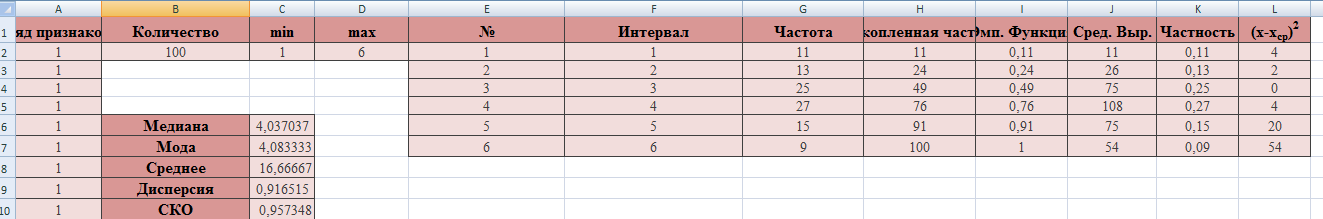 A B C D E F G H I J K L
1 яд признако Количество min max № Интервал Частота копленная част Эмп. Функци Сред. Выр. Частность (x-xср)2
2 1 100 1 6 1 1 11 11 0,11 11 0,11 4
3 1 2 2 13 24 0,24 26 0,13 2
4 1 3 3 25 49 0,49 75 0,25 0
5 1 4 4 27 76 0,76 108 0,27 4
6 1 Медиана 4,037037 5 5 15 91 0,91 75 0,15 20
7 1 Мода 4,083333 6 6 9 100 1 54 0,09 54
8 1 Среднее 16,66667
9 1 Дисперсия 0,916515
10 1 СКО 0,957348